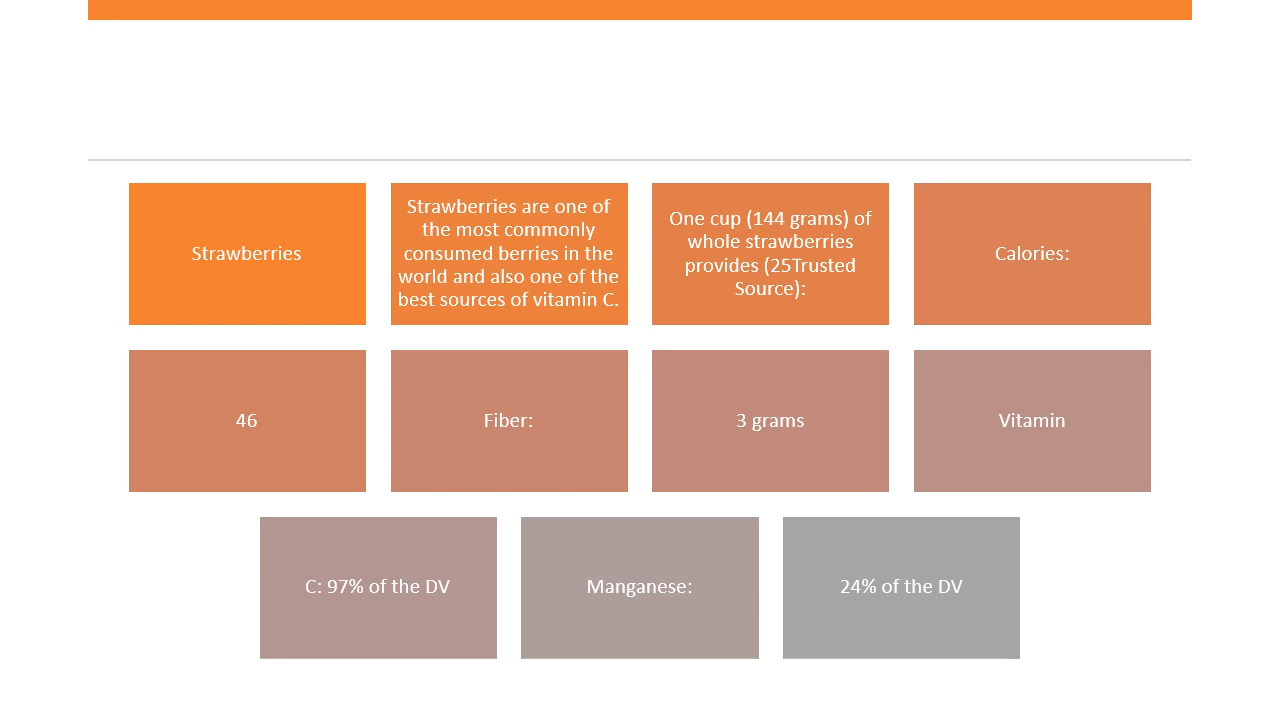 Strawberries
Strawberries are one of
the most commonly
consumed berries in the
world and also one of the
best sources of vitamin C.
One cup (144 grams) of
whole strawberries
provides (25Trusted
Source):
Calories:
46
Fiber:
3 grams
Vitamin
C: 97% of the DV
Manganese:
24% of the DV